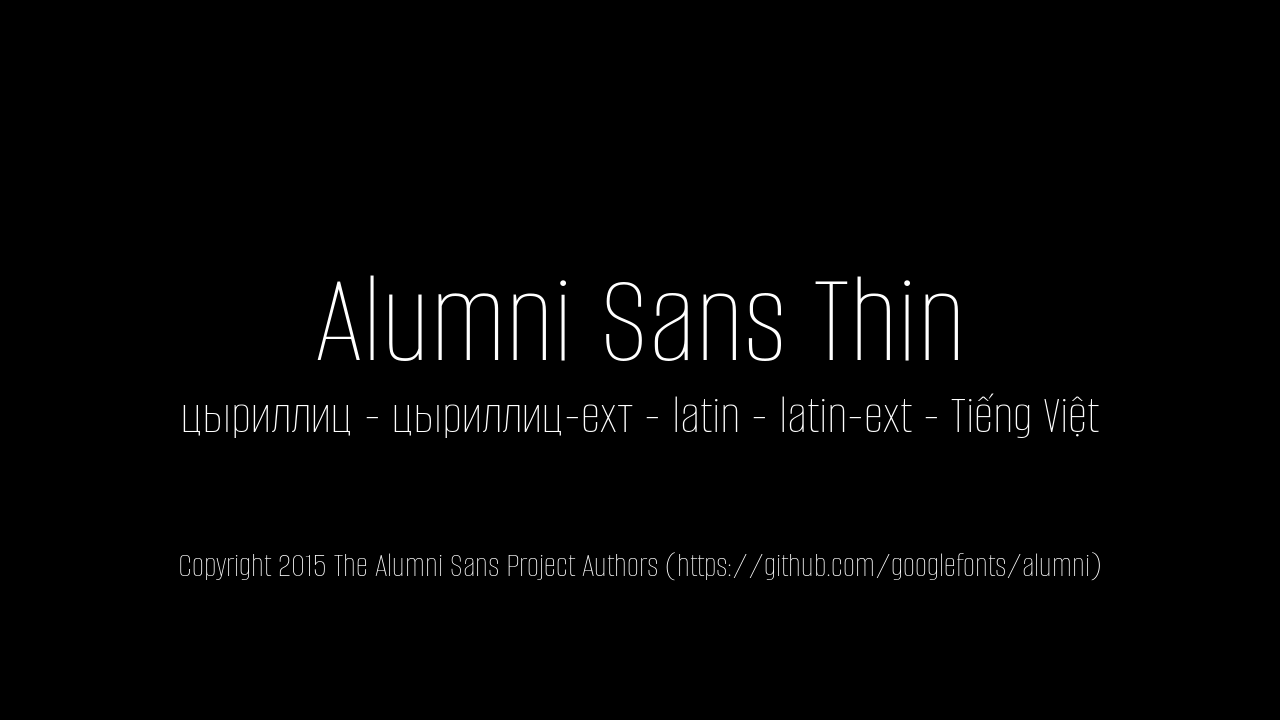 Alumni Sans Thin
цыриллиц - цыриллиц-ехт - latin - latin-ext - Tiếng Việt
Copyright 2015 The Alumni Sans Project Authors (https://github.com/googlefonts/alumni)